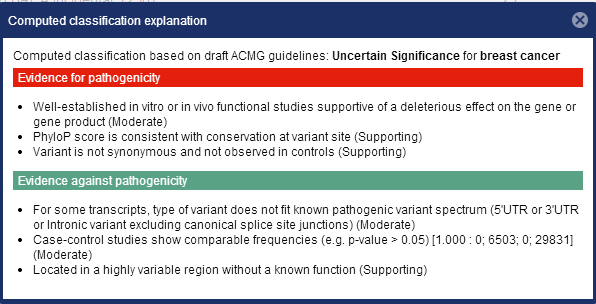 Computed classification explanation
Computed classification based on draft ACMG guidelines: Uncertain Significance for breast cancer
Evidence for pathogenicity
• Well-established in vitro or in vivo functional studies supportive of a deleterious effect on the gene or
gene product (Moderate)
• PhyloP score is consistent with conservation at variant site (Supporting)
• Variant is not synonymous and not observed in controls (Supporting)
Evidence against pathogenicity
• For some transcripts, type of variant does not fit known pathogenic variant spectrum (5'UTR or 3'UTR
or Intronic variant excluding canonical splice site junctions) (Moderate)
• Case-control studies show comparable frequencies (e.g. p-value > 0.05) [1.000 : 0; 6503; 0; 29831]
(Moderate)
• Located in a highly variable region without a known function (Supporting)